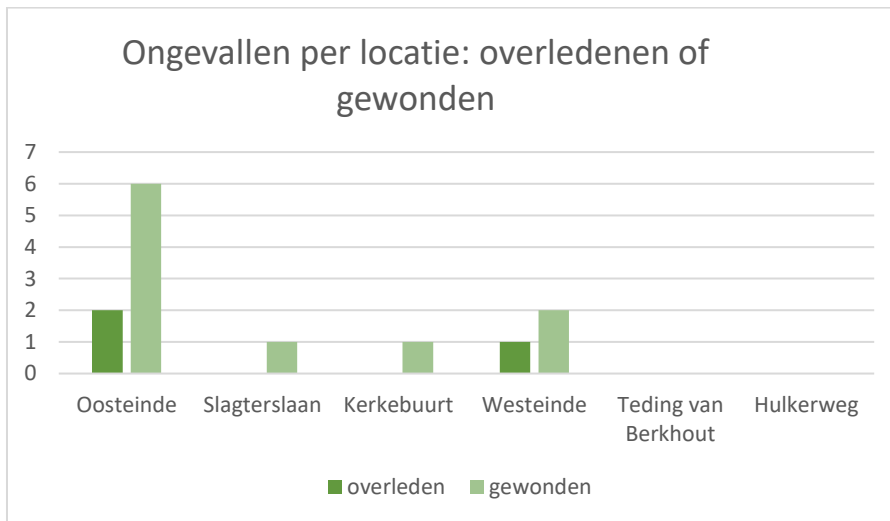 Ongevallen per locatie: overledenen of
gewonden
7
6
5
4
3
2
1
0
Oosteinde Slagterslaan Kerkebuurt Westeinde Teding van Hulkerweg
Berkhout
overleden gewonden